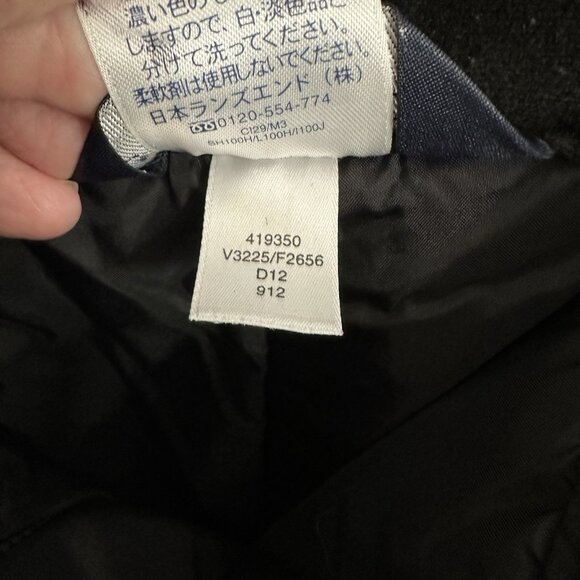 濃い色の
しますので、白・淡色品と
分けて洗ってください。
柔軟剤は使用しないでください。
日本ランズエンド(株)
0120-554-774
CI29/M3
SH100H/L100H/I100J
419350
V3225/F2656
D12
912